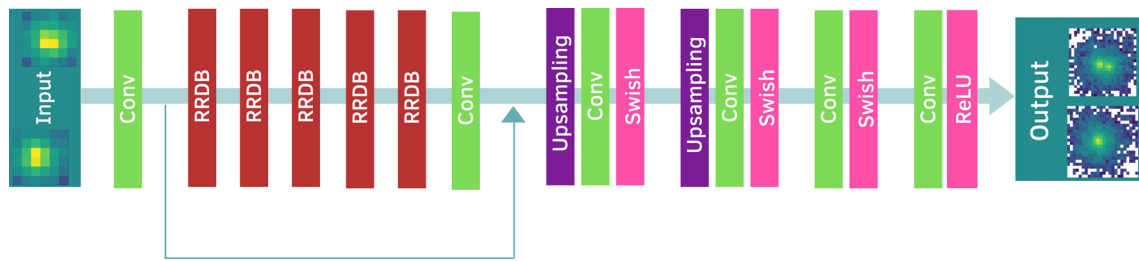 Input
Conv
RRDB
RRDB
RRDB
RRDB
RRDB
Conv
Upsampling
Conv
Swish
Upsampling
Conv
Swish
Conv
Swish
Conv
ReLU
Output